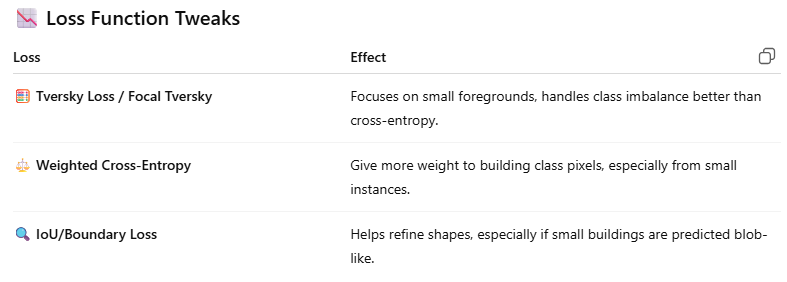 Loss Function Tweaks
Loss Effect
Tversky Loss / Focal Tversky Focuses on small foregrounds, handles class imbalance better than
cross-entropy.
Weighted Cross-Entropy Give more weight to building class pixels, especially from small
instances.
IoU/Boundary Loss Helps refine shapes, especially if small buildings are predicted blob-
like.